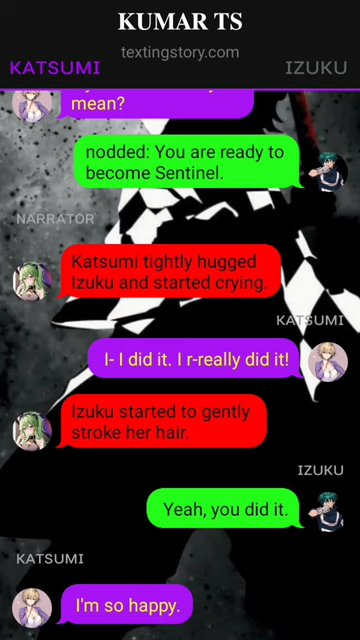 KUMAR TS
textingstory.com
KATSUMI
IZUKU
mean?
nodded: You are ready to
become Sentinel.
NARRATOR
Katsumi tightly hugged
Izuku and started crying.
KATSUMI
I- I did it. I r-really did it!
Izuku started to gently
stroke her hair.
IZUKU
Yeah, you did it.
KATSUMI
I'm so happy.